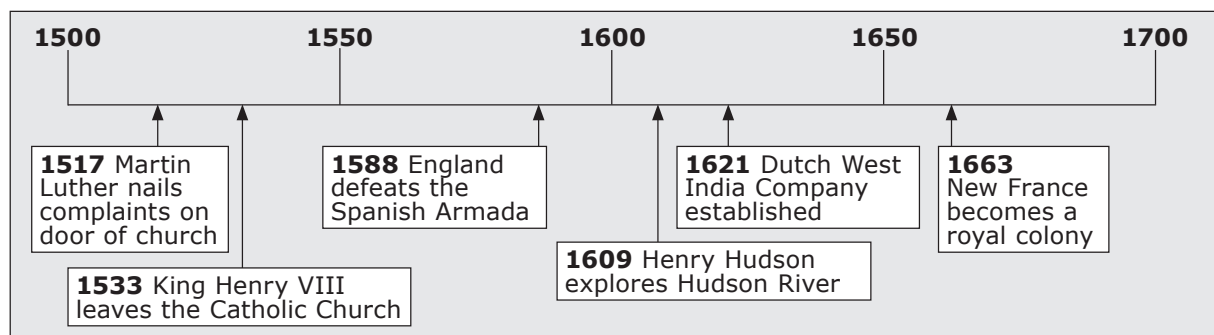 1500 1550 1600 1650 1700
1517 Martin
Luther nails
complaints on
door of church
1533 King Henry VIII
leaves the Catholic Church
1588 England
defeats the
Spanish Armada
1609 Henry Hudson
explores Hudson River
1621 Dutch West
India Company
established
1663
New France
becomes a
royal colony